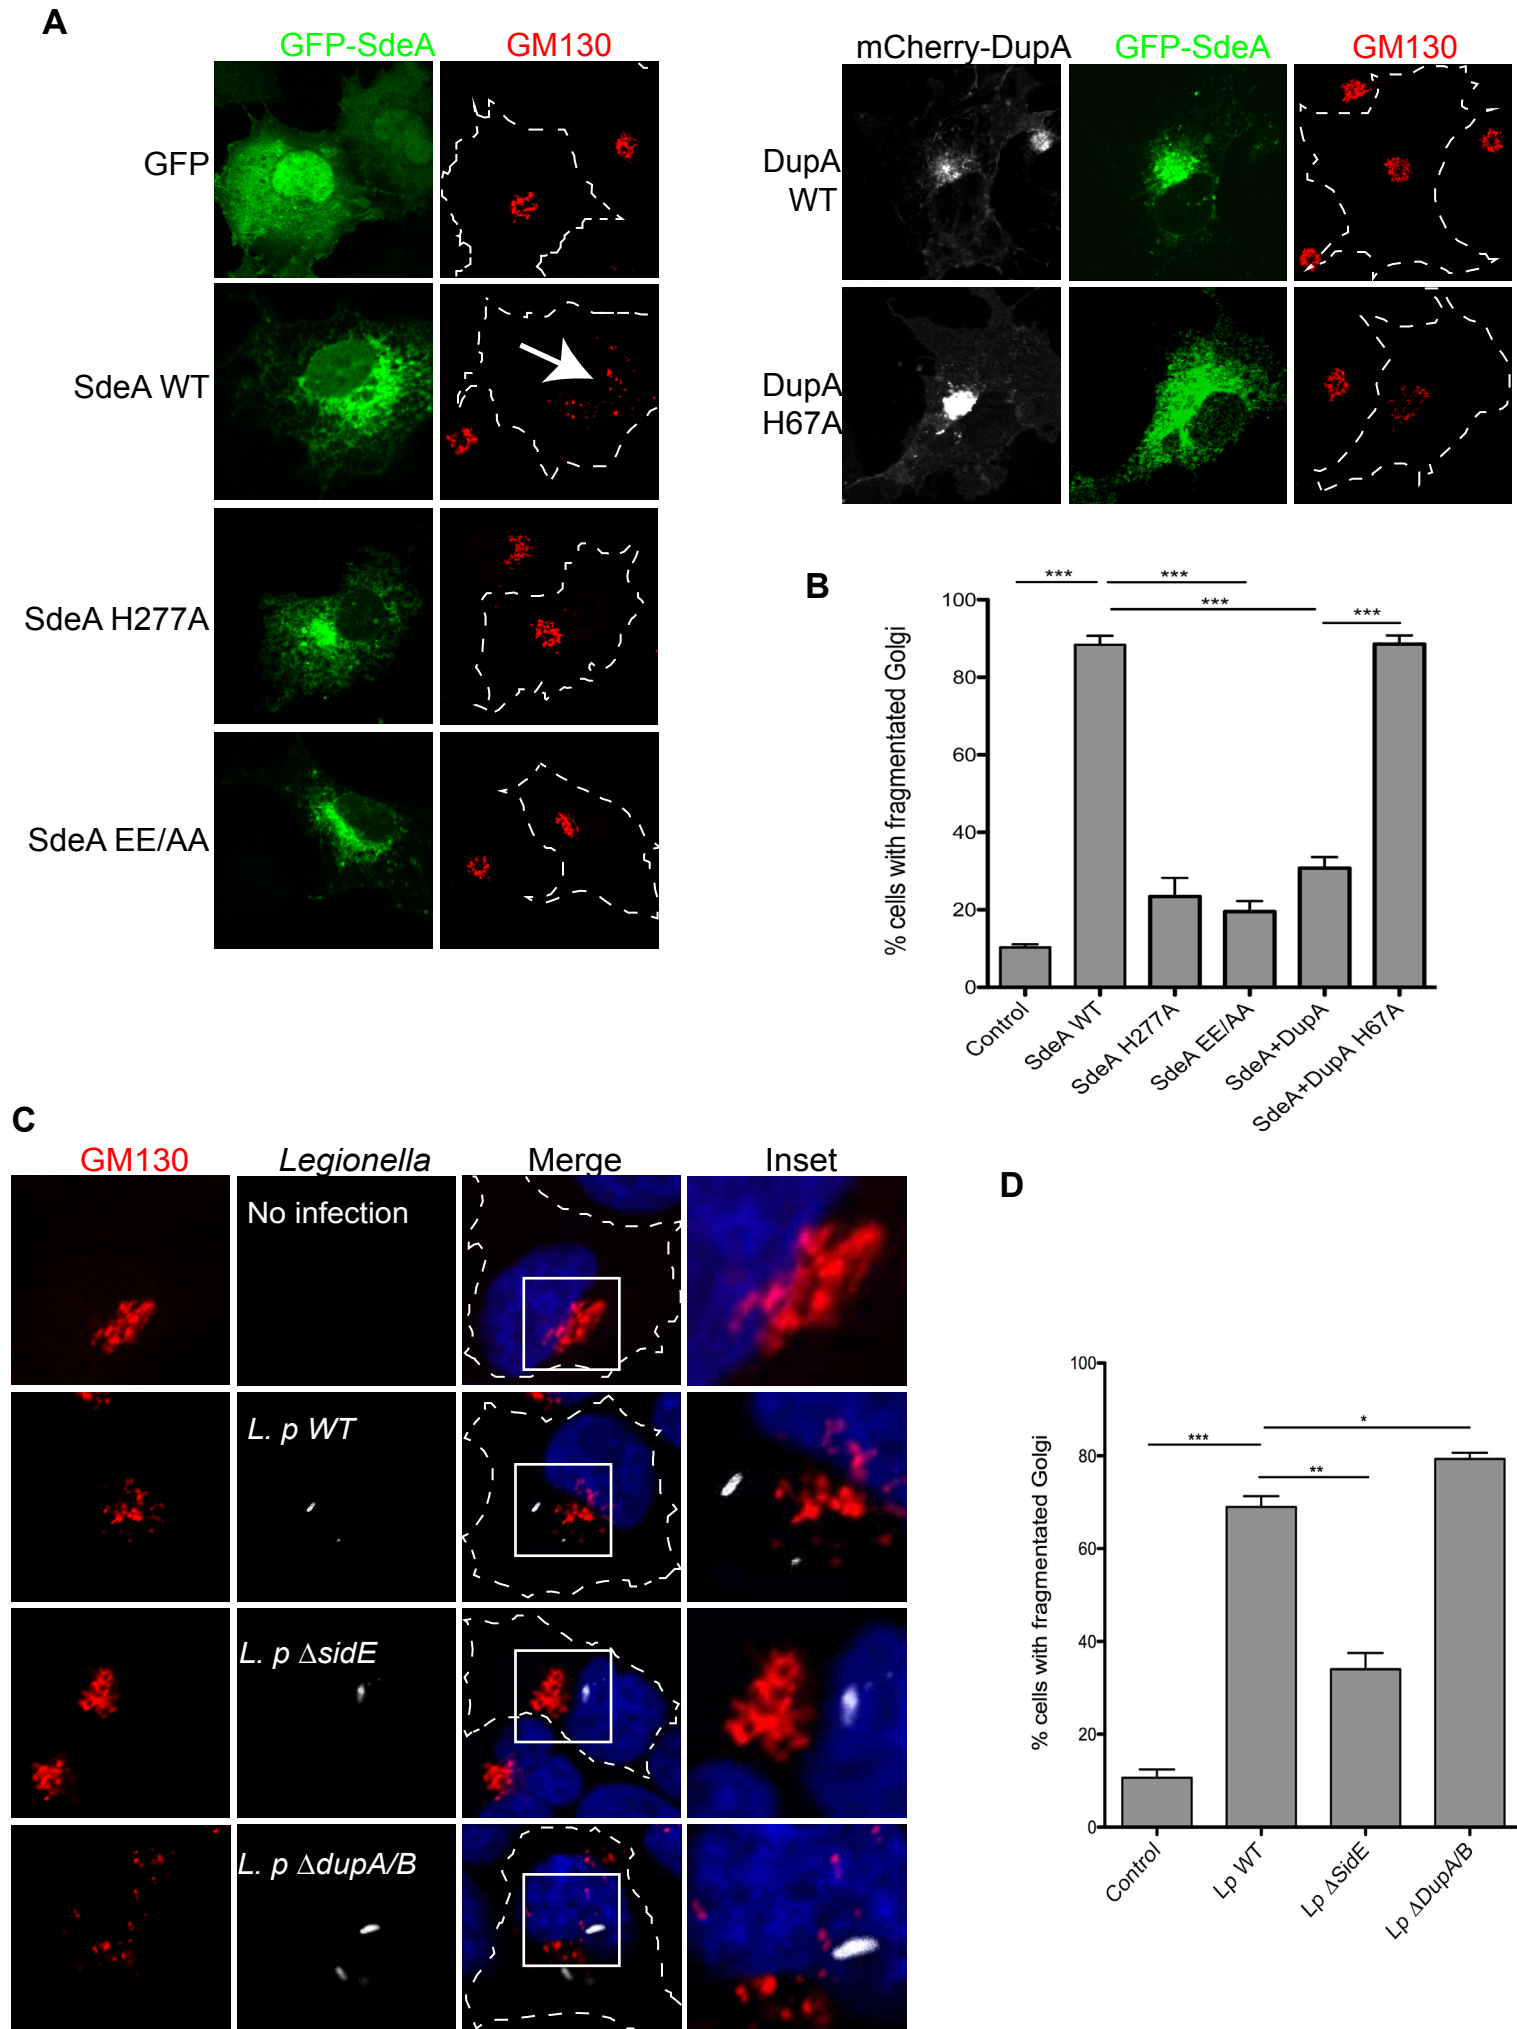 A
GFP-SdeA GM130
GFP
SdeA WT
SdeA H277A
SdeA EE/AA
mCherry-DupA GFP-SdeA GM130
DupA
WT
DupA
H67A
B
*** ***
***
***
% cells with fragmentated Golgi
100
80
60
40
20
0
Control
SdeA WT
SdeA H277A
SdeA EE/AA
SdeA+DupA
SdeA+DupA H67A
C
GM130 Legionella Merge Inset
No infection
L. p WT
L. p ΔsidE
L. p ΔdupA/B
D
*
***
**
% cells with fragmentated Golgi
100
80
60
40
20
0
Control
Lp WT
Lp ΔSidE
Lp ΔDupA/B